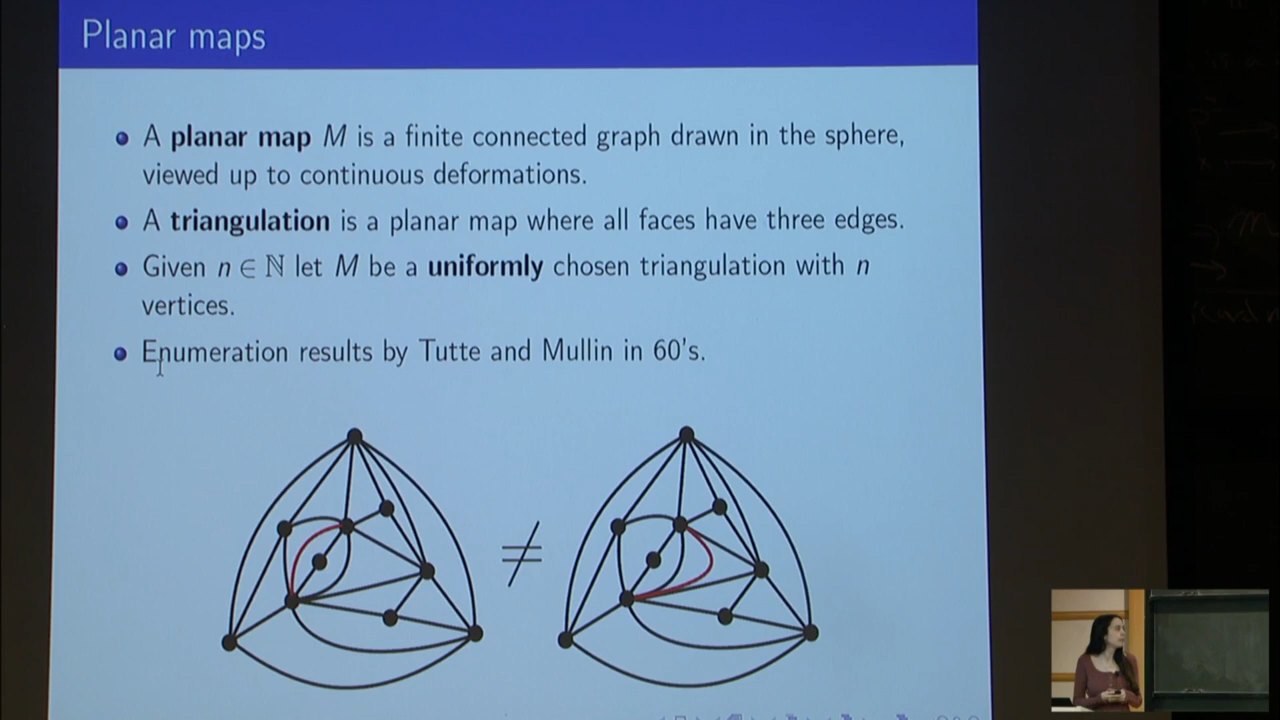 Planar maps
A planar map M is a finite connected graph drawn in the sphere,
viewed up to continuous deformations.
A triangulation is a planar map where all faces have three edges.
Given n ∈ ℕ let M be a uniformly chosen triangulation with n
vertices.
Enumeration results by Tutte and Mullin in 60's.
≠